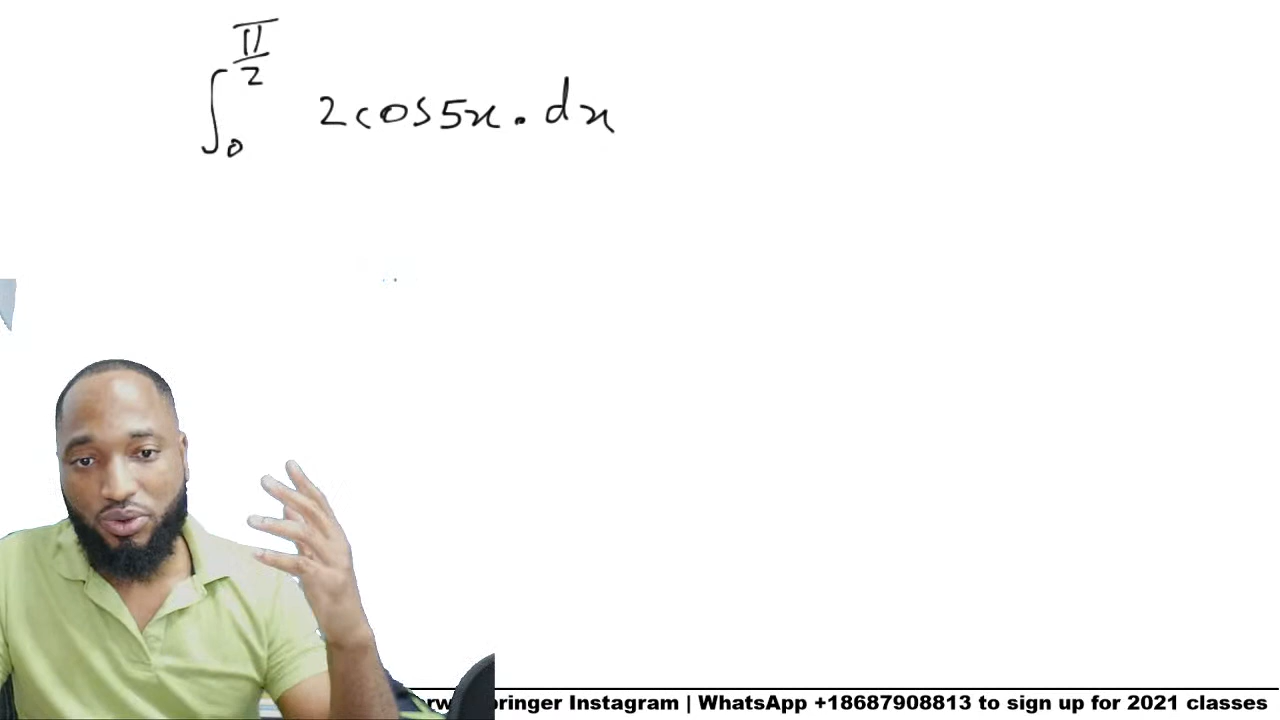 ∫₀^(π/2) 2cos5x . dx
ringer Instagram | WhatsApp +18687908813 to sign up for 2021 classes